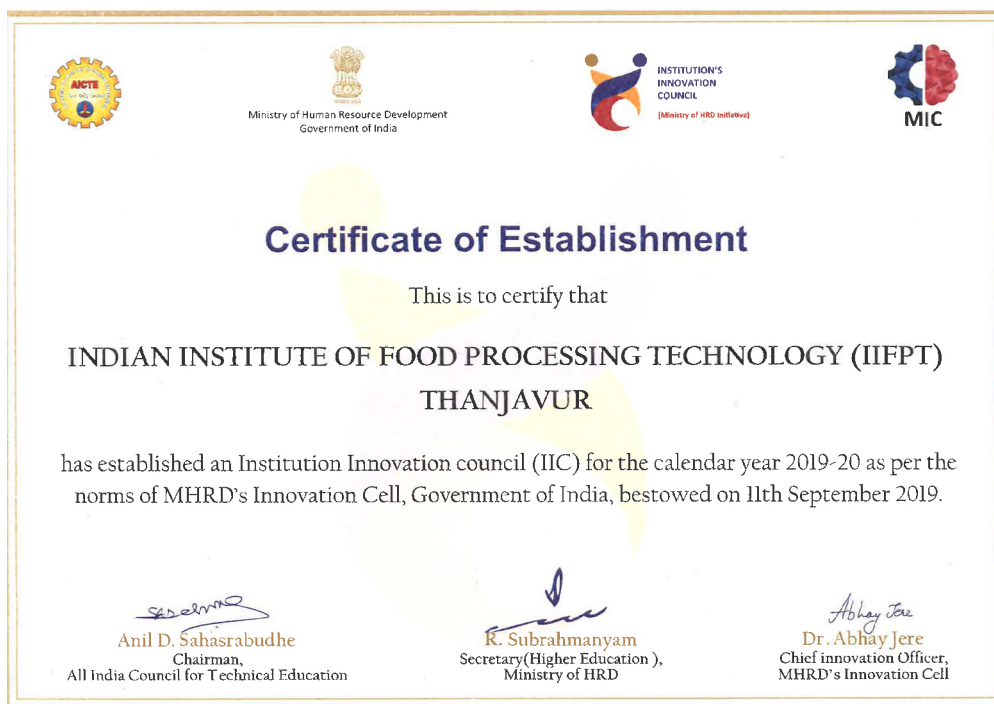 AICTE
Ministry of Human Resource Development
Government of India
INSTITUTION'S
INNOVATION
COUNCIL
(Ministry of HRD Initiative)
MIC
Certificate of Establishment
This is to certify that
INDIAN INSTITUTE OF FOOD PROCESSING TECHNOLOGY (IIFPT)
THANJAVUR
has established an Institution Innovation council (IIC) for the calendar year 2019-20 as per the
norms of MHRD's Innovation Cell, Government of India, bestowed on 11th September 2019.
Abhay Jere
Anil D. Sahasrabudhe
Chairman,
All India Council for Technical Education
R. Subrahmanyam
Secretary(Higher Education ),
Ministry of HRD
Dr. Abhay Jere
Chief innovation Officer,
MHRD's Innovation Cell